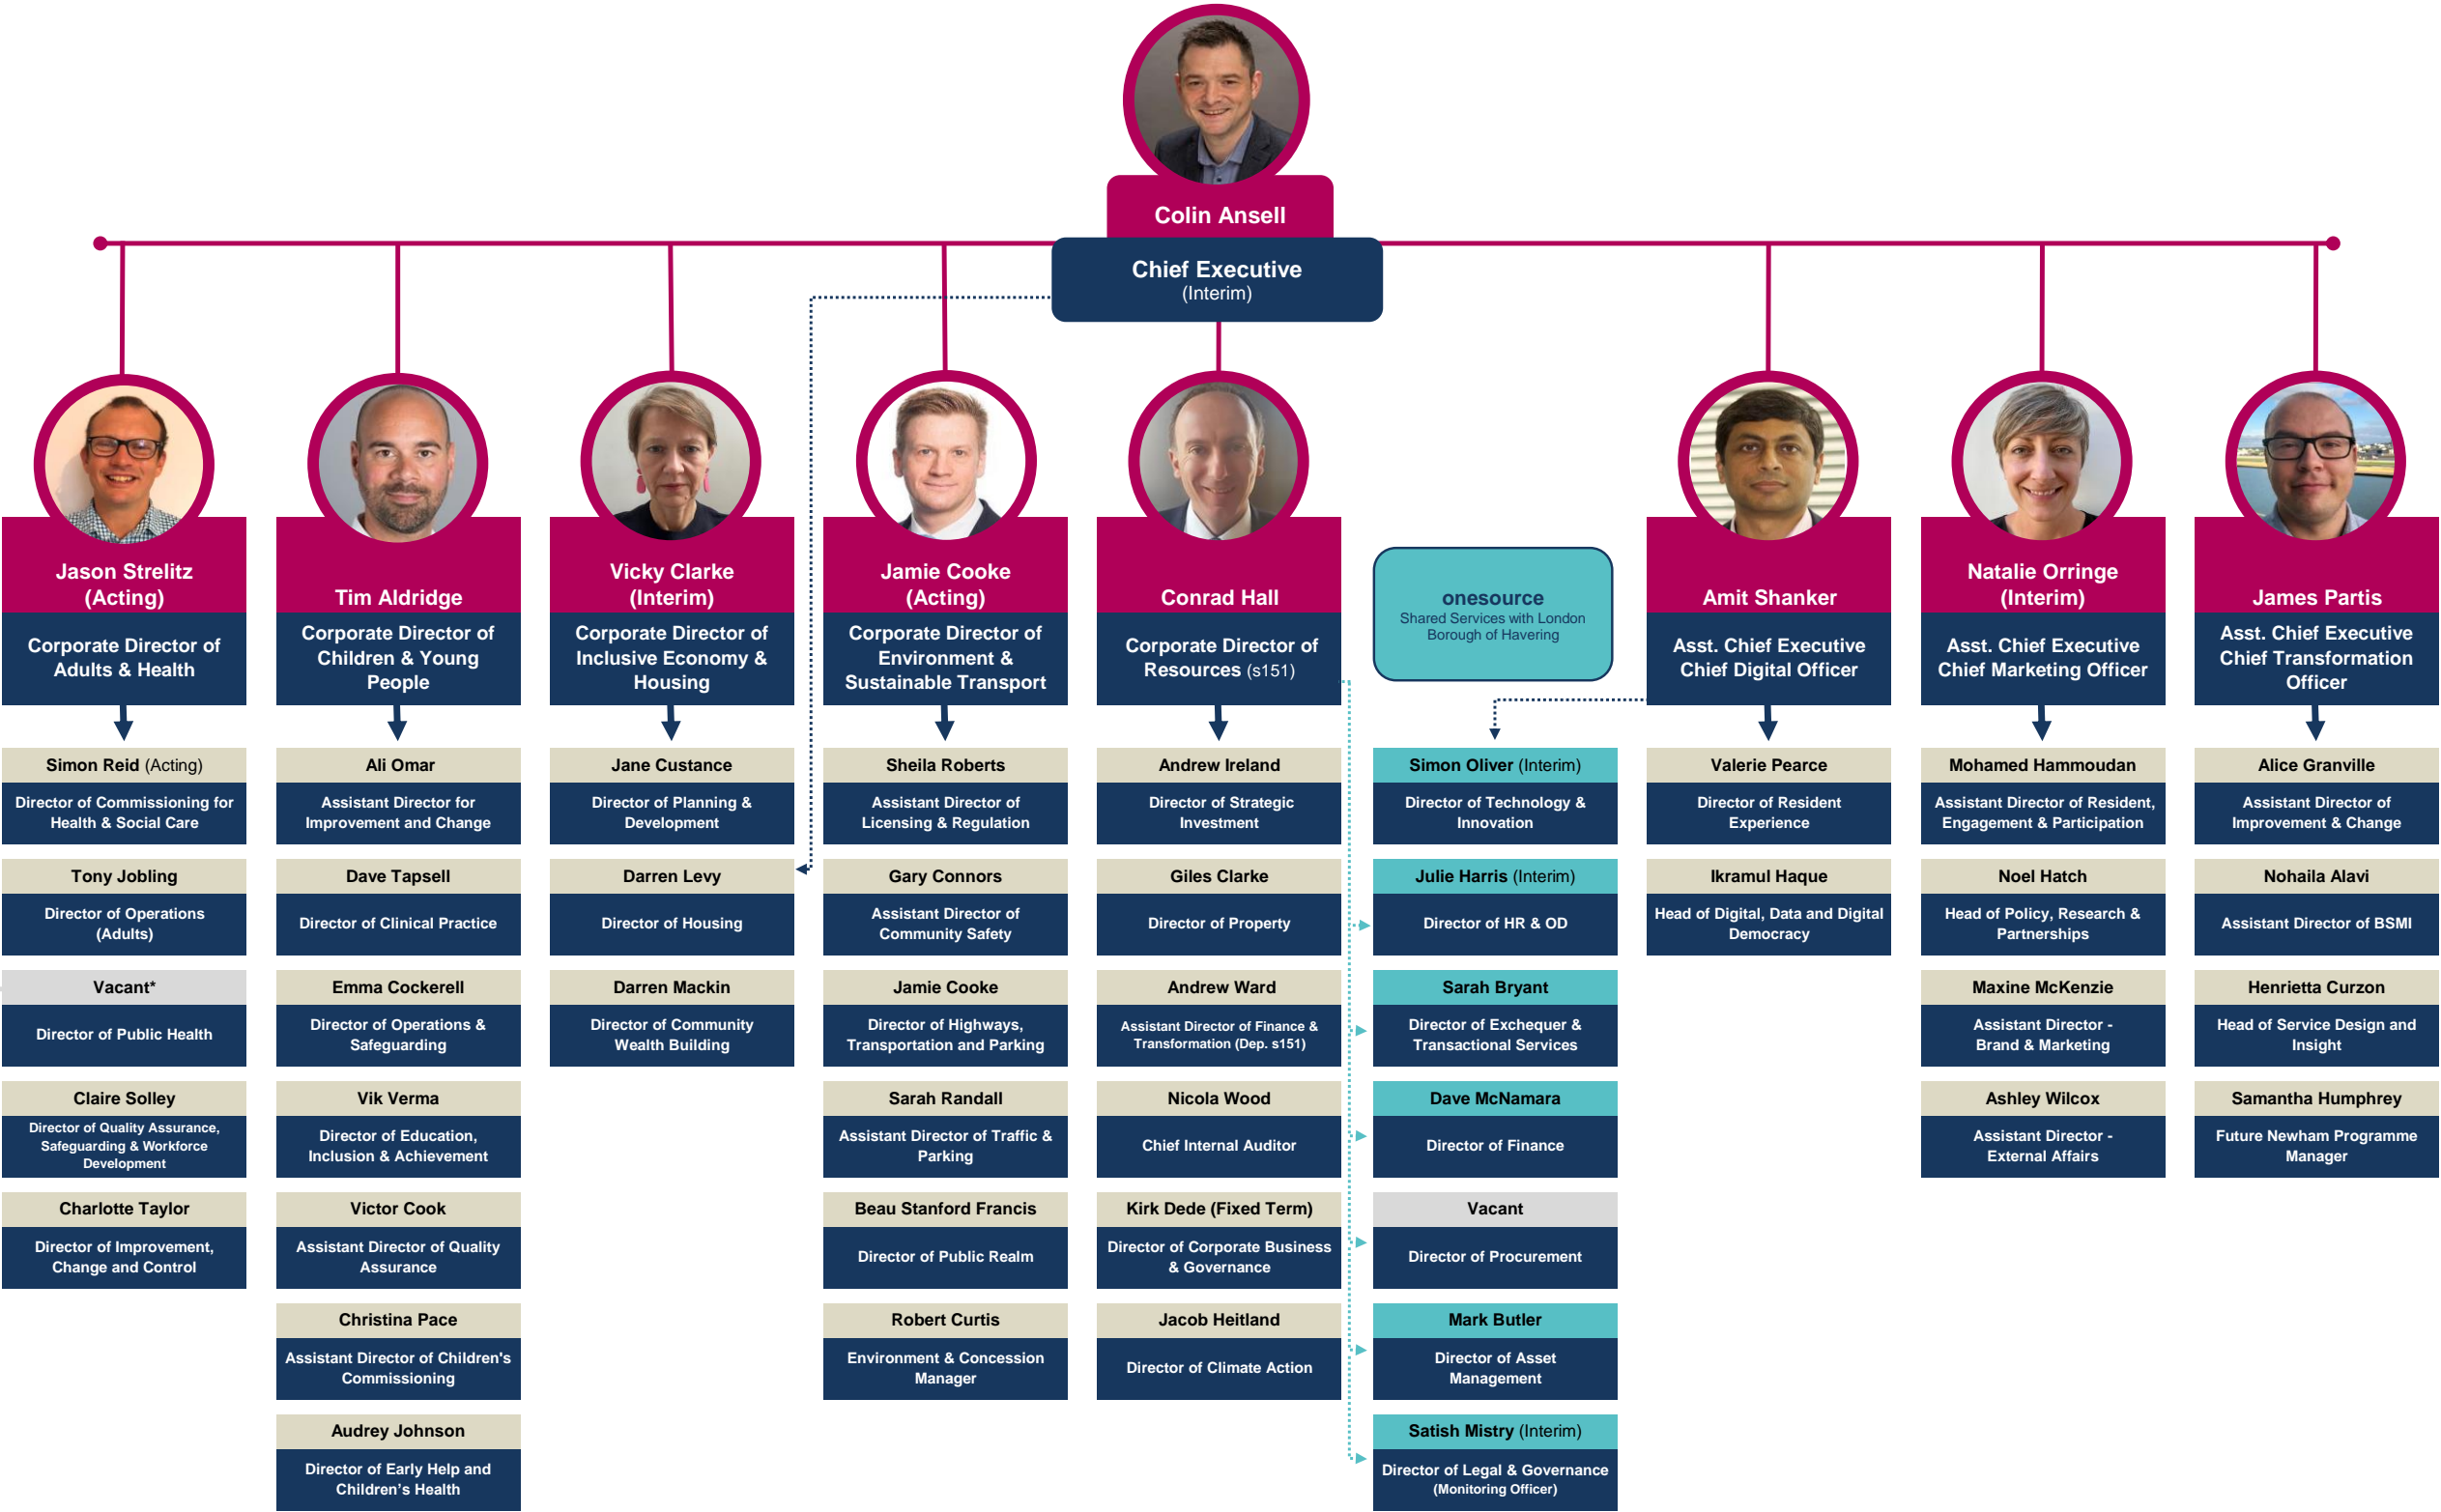 Colin Ansell
Chief Executive
(Interim)
Jason Strelitz
(Acting)
Corporate Director of
Adults & Health
Simon Reid (Acting)
Director of Commissioning for
Health & Social Care
Tony Jobling
Director of Operations
(Adults)
Vacant*
Director of Public Health
Claire Solley
Director of Quality Assurance,
Safeguarding & Workforce
Development
Charlotte Taylor
Director of Improvement,
Change and Control
Tim Aldridge
Corporate Director of
Children & Young
People
Ali Omar
Assistant Director for
Improvement and Change
Dave Tapsell
Director of Clinical Practice
Emma Cockerell
Director of Operations &
Safeguarding
Vik Verma
Director of Education,
Inclusion & Achievement
Victor Cook
Assistant Director of Quality
Assurance
Christina Pace
Assistant Director of Children's
Commissioning
Audrey Johnson
Director of Early Help and
Children’s Health
Vicky Clarke
(Interim)
Corporate Director of
Inclusive Economy &
Housing
Jane Custance
Director of Planning &
Development
Darren Levy
Director of Housing
Darren Mackin
Director of Community
Wealth Building
Jamie Cooke
(Acting)
Corporate Director of
Environment &
Sustainable Transport
Sheila Roberts
Assistant Director of
Licensing & Regulation
Gary Connors
Assistant Director of
Community Safety
Jamie Cooke
Director of Highways,
Transportation and Parking
Sarah Randall
Assistant Director of Traffic &
Parking
Beau Stanford Francis
Director of Public Realm
Robert Curtis
Environment & Concession
Manager
Conrad Hall
Corporate Director of
Resources (s151)
Andrew Ireland
Director of Strategic
Investment
Giles Clarke
Director of Property
Andrew Ward
Assistant Director of Finance &
Transformation (Dep. s151)
Nicola Wood
Chief Internal Auditor
Kirk Dede (Fixed Term)
Director of Corporate Business
& Governance
Jacob Heitland
Director of Climate Action
onesource
Shared Services with London
Borough of Havering
Simon Oliver (Interim)
Director of Technology &
Innovation
Julie Harris (Interim)
Director of HR & OD
Sarah Bryant
Director of Exchequer &
Transactional Services
Dave McNamara
Director of Finance
Vacant
Director of Procurement
Mark Butler
Director of Asset
Management
Satish Mistry (Interim)
Director of Legal & Governance
(Monitoring Officer)
Amit Shanker
Asst. Chief Executive
Chief Digital Officer
Valerie Pearce
Director of Resident
Experience
Ikramul Haque
Head of Digital, Data and Digital
Democracy
Natalie Orringe
(Interim)
Asst. Chief Executive
Chief Marketing Officer
Mohamed Hammoudan
Assistant Director of Resident,
Engagement & Participation
Noel Hatch
Head of Policy, Research &
Partnerships
Maxine McKenzie
Assistant Director -
Brand & Marketing
Ashley Wilcox
Assistant Director -
External Affairs
James Partis
Asst. Chief Executive
Chief Transformation
Officer
Alice Granville
Assistant Director of
Improvement & Change
Nohaila Alavi
Assistant Director of BSMI
Henrietta Curzon
Head of Service Design and
Insight
Samantha Humphrey
Future Newham Programme
Manager